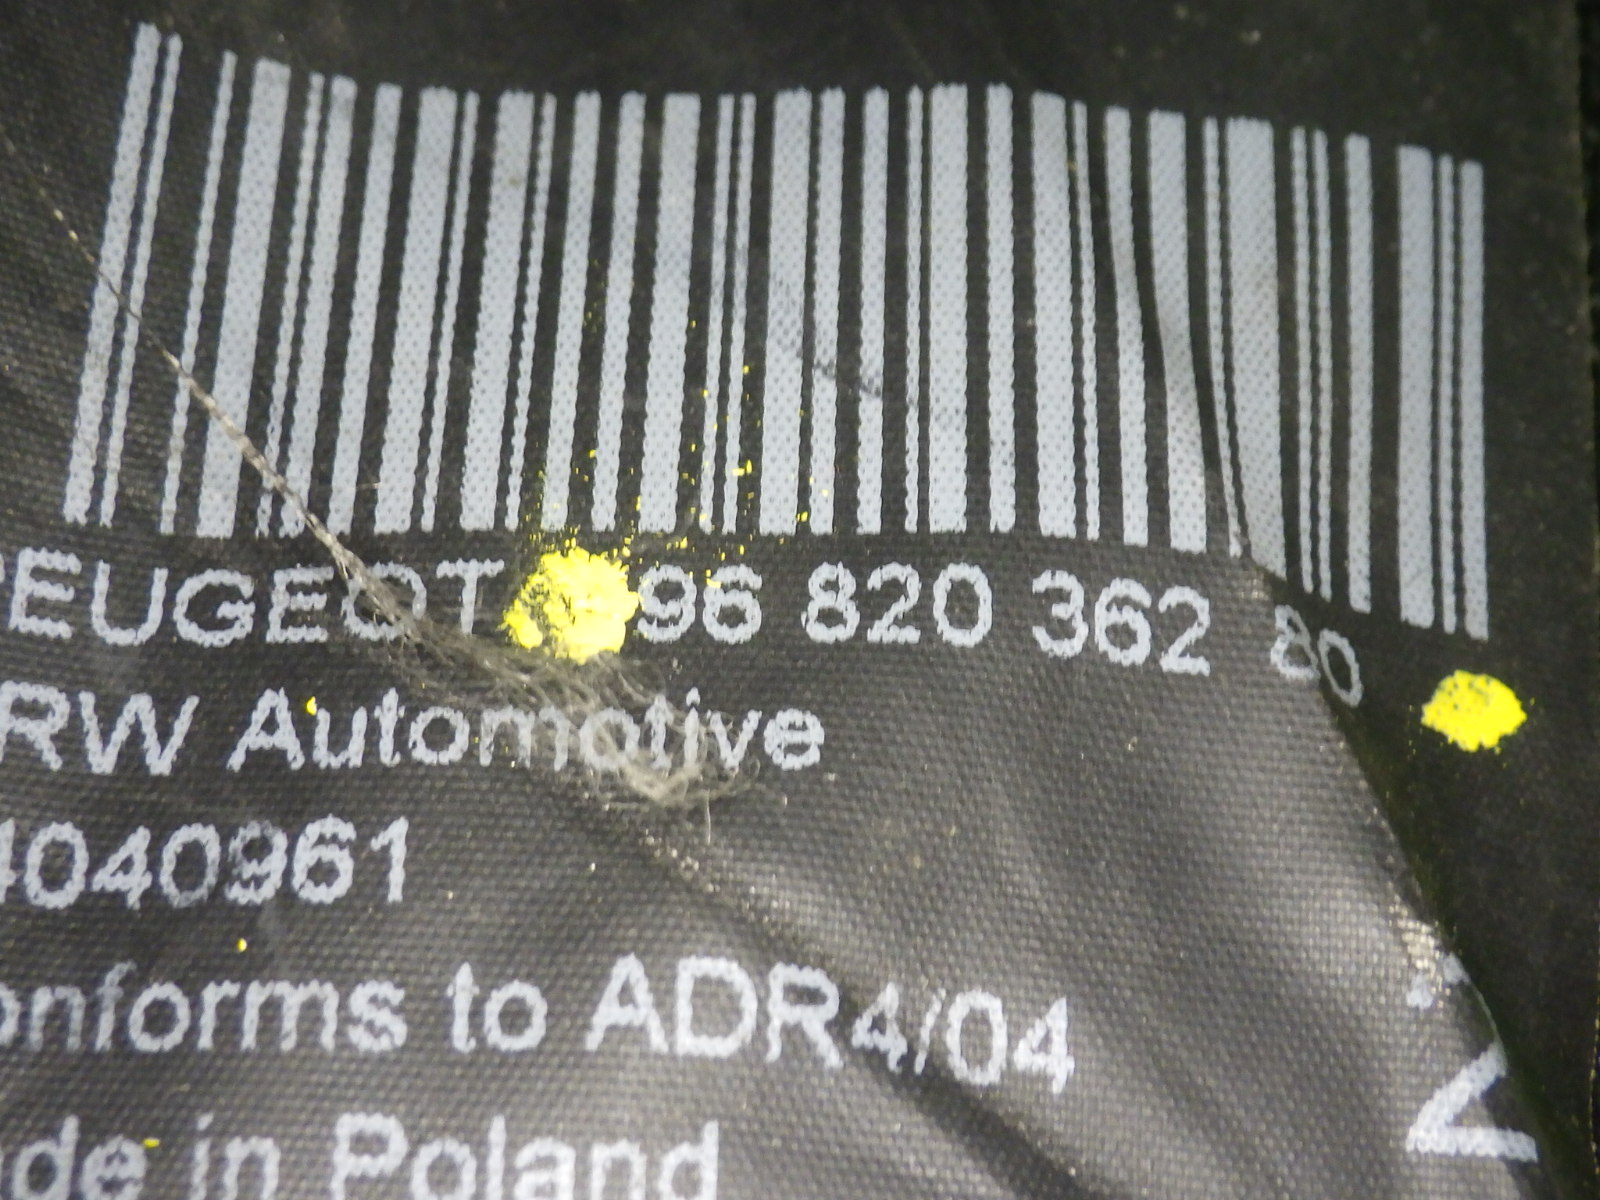 PEUGEOT 96 820 362 80
RW Automotive
4040961
onforms to ADR4/04
de in Poland